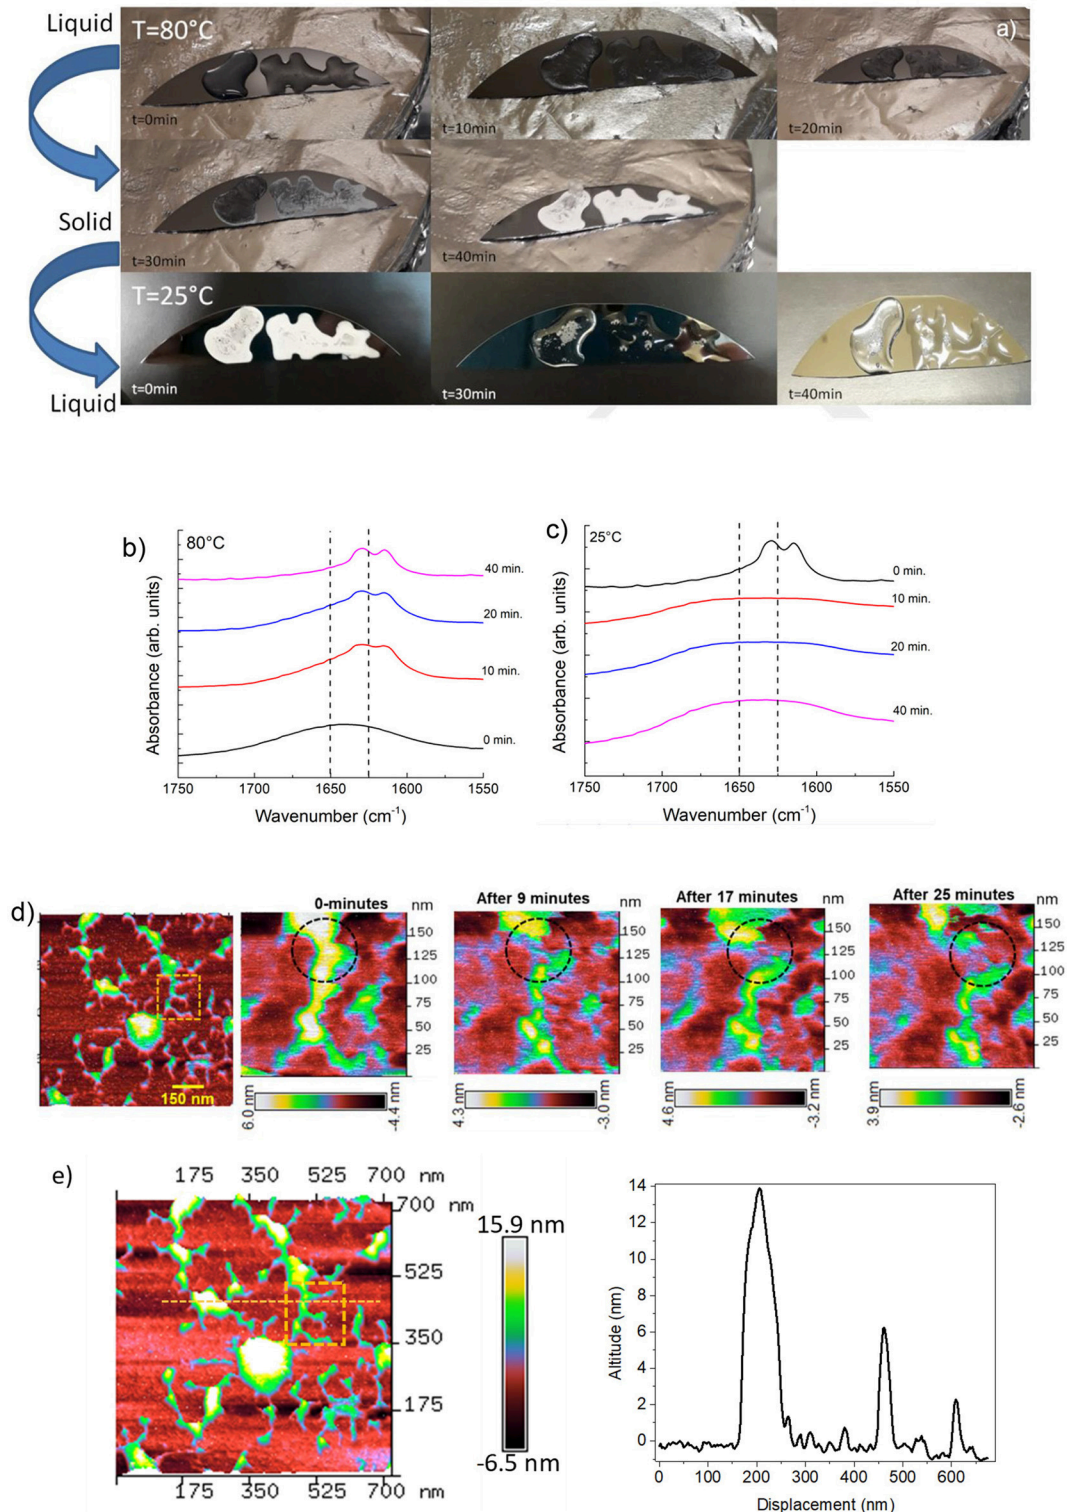 Liquid
T=80°C
a)
t=0min
t=10min
t=20min
Solid
t=30min
t=40min
T=25°C
t=0min
t=30min
t=40min
Liquid
b)
80°C
40 min.
20 min.
10 min.
0 min.
Absorbance (arb. units)
1750 1700 1650 1600 1550
Wavenumber (cm-1)
c)
25°C
0 min.
10 min.
20 min.
40 min.
Absorbance (arb. units)
1750 1700 1650 1600 1550
Wavenumber (cm-1)
d)
150 nm
0-minutes
nm
150
125
100
75
50
25
6.0 nm
-4.4 nm
After 9 minutes
nm
150
125
100
75
50
25
4.3 nm
-3.0 nm
After 17 minutes
nm
150
125
100
75
50
25
4.6 nm
-3.2 nm
After 25 minutes
nm
150
125
100
75
50
25
3.9 nm
-2.6 nm
e)
175 350 525 700 nm
700 nm
525
350
175
175 350 525 700 nm
15.9 nm
-6.5 nm
14
12
10
8
6
4
2
0
Altitude (nm)
0 100 200 300 400 500 600
Displacement (nm)